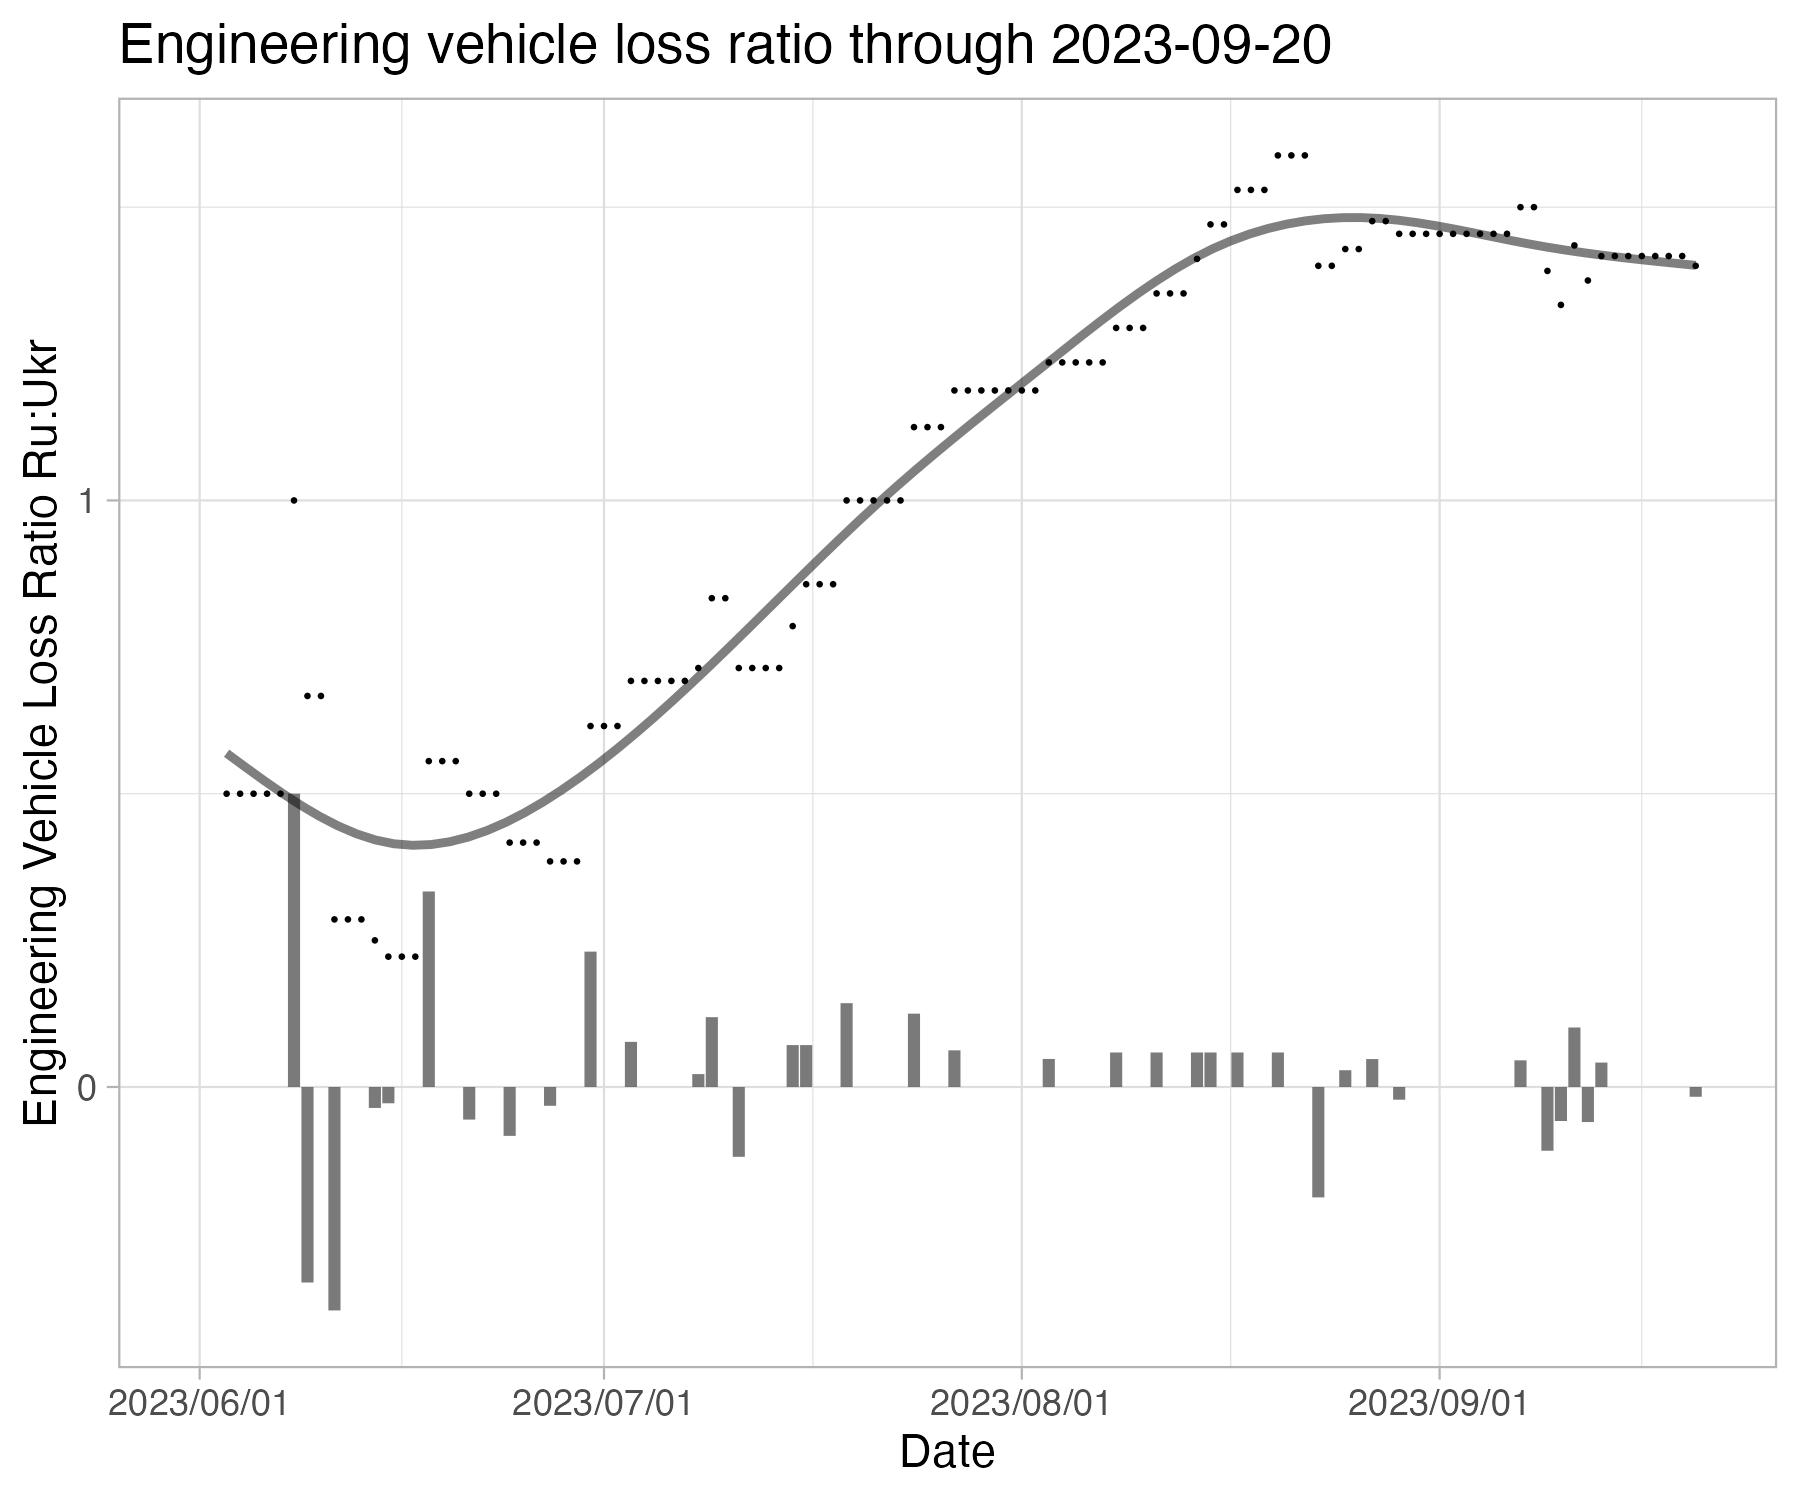 Engineering vehicle loss ratio through 2023-09-20
Engineering Vehicle Loss Ratio Ru:Ukr
1
0
2023/06/01
2023/07/01
2023/08/01
2023/09/01
Date